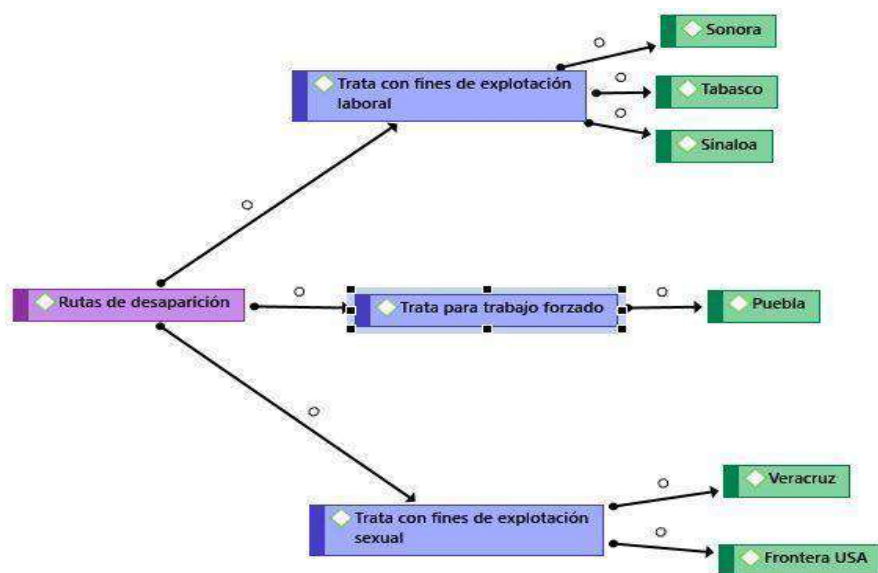 Sonora
Trata con fines de explotación
laboral
Tabasco
Sinaloa
Rutas de desaparición
Trata para trabajo forzado
Puebla
Veracruz
Trata con fines de explotación
sexual
Frontera USA